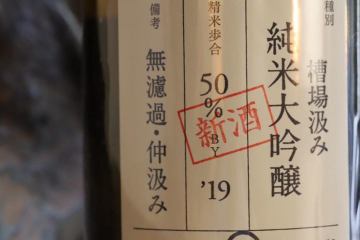 種別
槽場汲み
純米大吟醸
精米歩合
50%
BY
'19
新酒
備考
無濾過・仲汲み